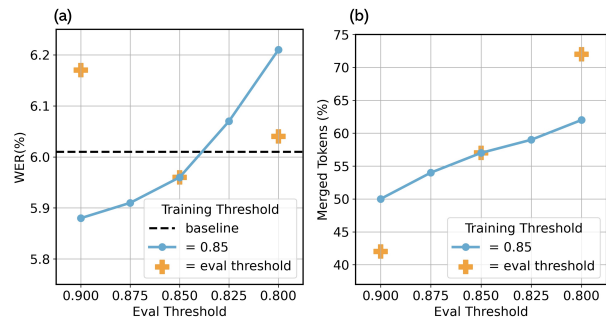 (a)
6.2
6.1
6.0
5.9
5.8
WER(%)
Training Threshold
baseline
= 0.85
= eval threshold
0.900 0.875 0.850 0.825 0.800
Eval Threshold
(b)
75
70
65
60
55
50
45
40
Merged Tokens (%)
Training Threshold
= 0.85
= eval threshold
0.900 0.875 0.850 0.825 0.800
Eval Threshold